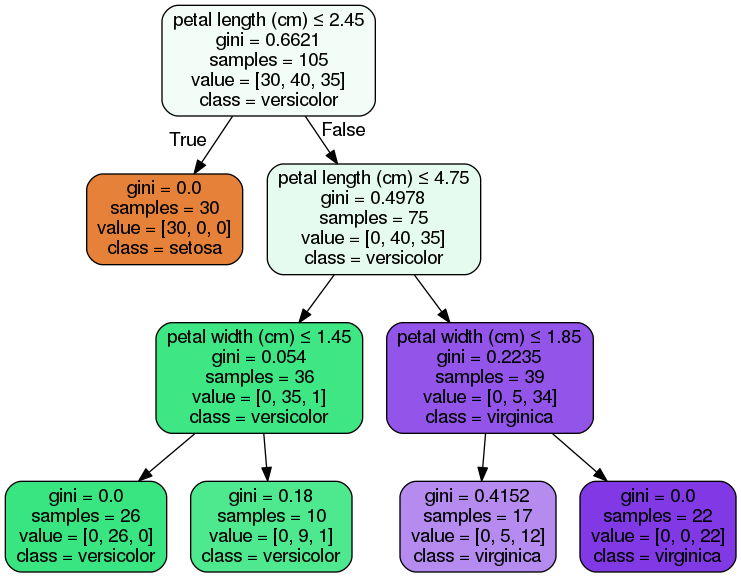 petal length (cm) ≤ 2.45
gini = 0.6621
samples = 105
value = [30, 40, 35]
class = versicolor
True
False
gini = 0.0
samples = 30
value = [30, 0, 0]
class = setosa
petal length (cm) ≤ 4.75
gini = 0.4978
samples = 75
value = [0, 40, 35]
class = versicolor
petal width (cm) ≤ 1.45
gini = 0.054
samples = 36
value = [0, 35, 1]
class = versicolor
petal width (cm) ≤ 1.85
gini = 0.2235
samples = 39
value = [0, 5, 34]
class = virginica
gini = 0.0
samples = 26
value = [0, 26, 0]
class = versicolor
gini = 0.18
samples = 10
value = [0, 9, 1]
class = versicolor
gini = 0.4152
samples = 17
value = [0, 5, 12]
class = virginica
gini = 0.0
samples = 22
value = [0, 0, 22]
class = virginica